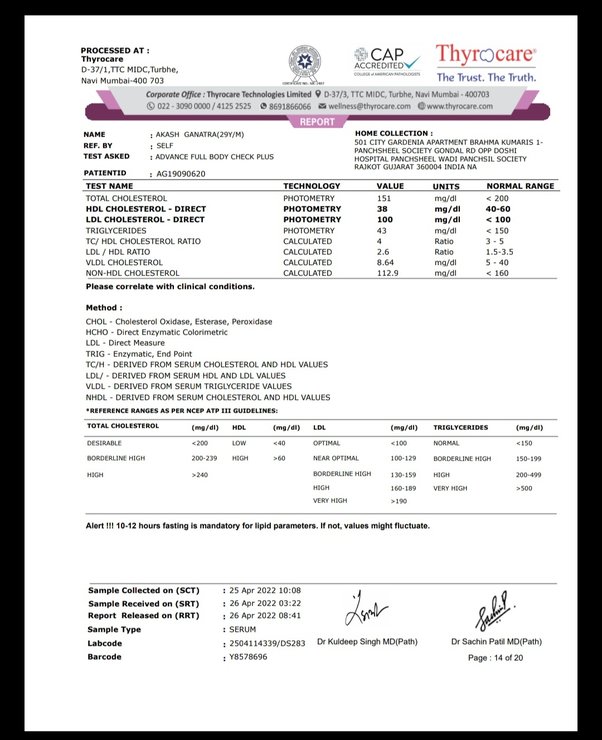 PROCESSED AT :
Thyrocare
D-37/1,TTC MIDC,Turbhe,
Navi Mumbai-400 703
CAP
ACCREDITED
COLLEGE of AMERICAN PATHOLOGISTS
Thyrocare®
The Trust. The Truth.
Corporate Office : Thyrocare Technologies Limited D-37/3, TTC MIDC, Turbhe, Navi Mumbai - 400703
022 - 3090 0000 / 4125 2525 8691866066 wellness@thyrocare.com www.thyrocare.com
REPORT
NAME : AKASH GANATRA(29Y/M)
REF. BY : SELF
TEST ASKED : ADVANCE FULL BODY CHECK PLUS
PATIENTID : AG19090620
HOME COLLECTION :
501 CITY GARDENIA APARTMENT BRAHMA KUMARIS 1-
PANCHSHEEL SOCIETY GONDAL RD OPP DOSHI
HOSPITAL PANCHSHEEL WADI PANCHSIL SOCIETY
RAJKOT GUJARAT 360004 INDIA NA
TEST NAME TECHNOLOGY VALUE UNITS NORMAL RANGE
TOTAL CHOLESTEROL PHOTOMETRY 151 mg/dl < 200
HDL CHOLESTEROL - DIRECT PHOTOMETRY 38 mg/dl 40-60
LDL CHOLESTEROL - DIRECT PHOTOMETRY 100 mg/dl < 100
TRIGLYCERIDES PHOTOMETRY 43 mg/dl < 150
TC/ HDL CHOLESTEROL RATIO CALCULATED 4 Ratio 3 - 5
LDL / HDL RATIO CALCULATED 2.6 Ratio 1.5-3.5
VLDL CHOLESTEROL CALCULATED 8.64 mg/dl 5 - 40
NON-HDL CHOLESTEROL CALCULATED 112.9 mg/dl < 160
Please correlate with clinical conditions.
Method :
CHOL - Cholesterol Oxidase, Esterase, Peroxidase
HCHO - Direct Enzymatic Colorimetric
LDL - Direct Measure
TRIG - Enzymatic, End Point
TC/H - DERIVED FROM SERUM CHOLESTEROL AND HDL VALUES
LDL/ - DERIVED FROM SERUM HDL AND LDL VALUES
VLDL - DERIVED FROM SERUM TRIGLYCERIDE VALUES
NHDL - DERIVED FROM SERUM CHOLESTEROL AND HDL VALUES
*REFERENCE RANGES AS PER NCEP ATP III GUIDELINES:
TOTAL CHOLESTEROL (mg/dl) HDL (mg/dl) LDL (mg/dl) TRIGLYCERIDES (mg/dl)
DESIRABLE <200 LOW <40 OPTIMAL <100 NORMAL <150
BORDERLINE HIGH 200-239 HIGH >60 NEAR OPTIMAL 100-129 BORDERLINE HIGH 150-199
HIGH >240 BORDERLINE HIGH 130-159 HIGH 200-499
HIGH 160-189 VERY HIGH >500
VERY HIGH >190
Alert !!! 10-12 hours fasting is mandatory for lipid parameters. If not, values might fluctuate.
Sample Collected on (SCT) : 25 Apr 2022 10:08
Sample Received on (SRT) : 26 Apr 2022 03:22
Report Released on (RRT) : 26 Apr 2022 08:41
Sample Type : SERUM
Labcode : 2504114339/DS283
Barcode : Y8578696
Dr Kuldeep Singh MD(Path)
Dr Sachin Patil MD(Path)
Page : 14 of 20